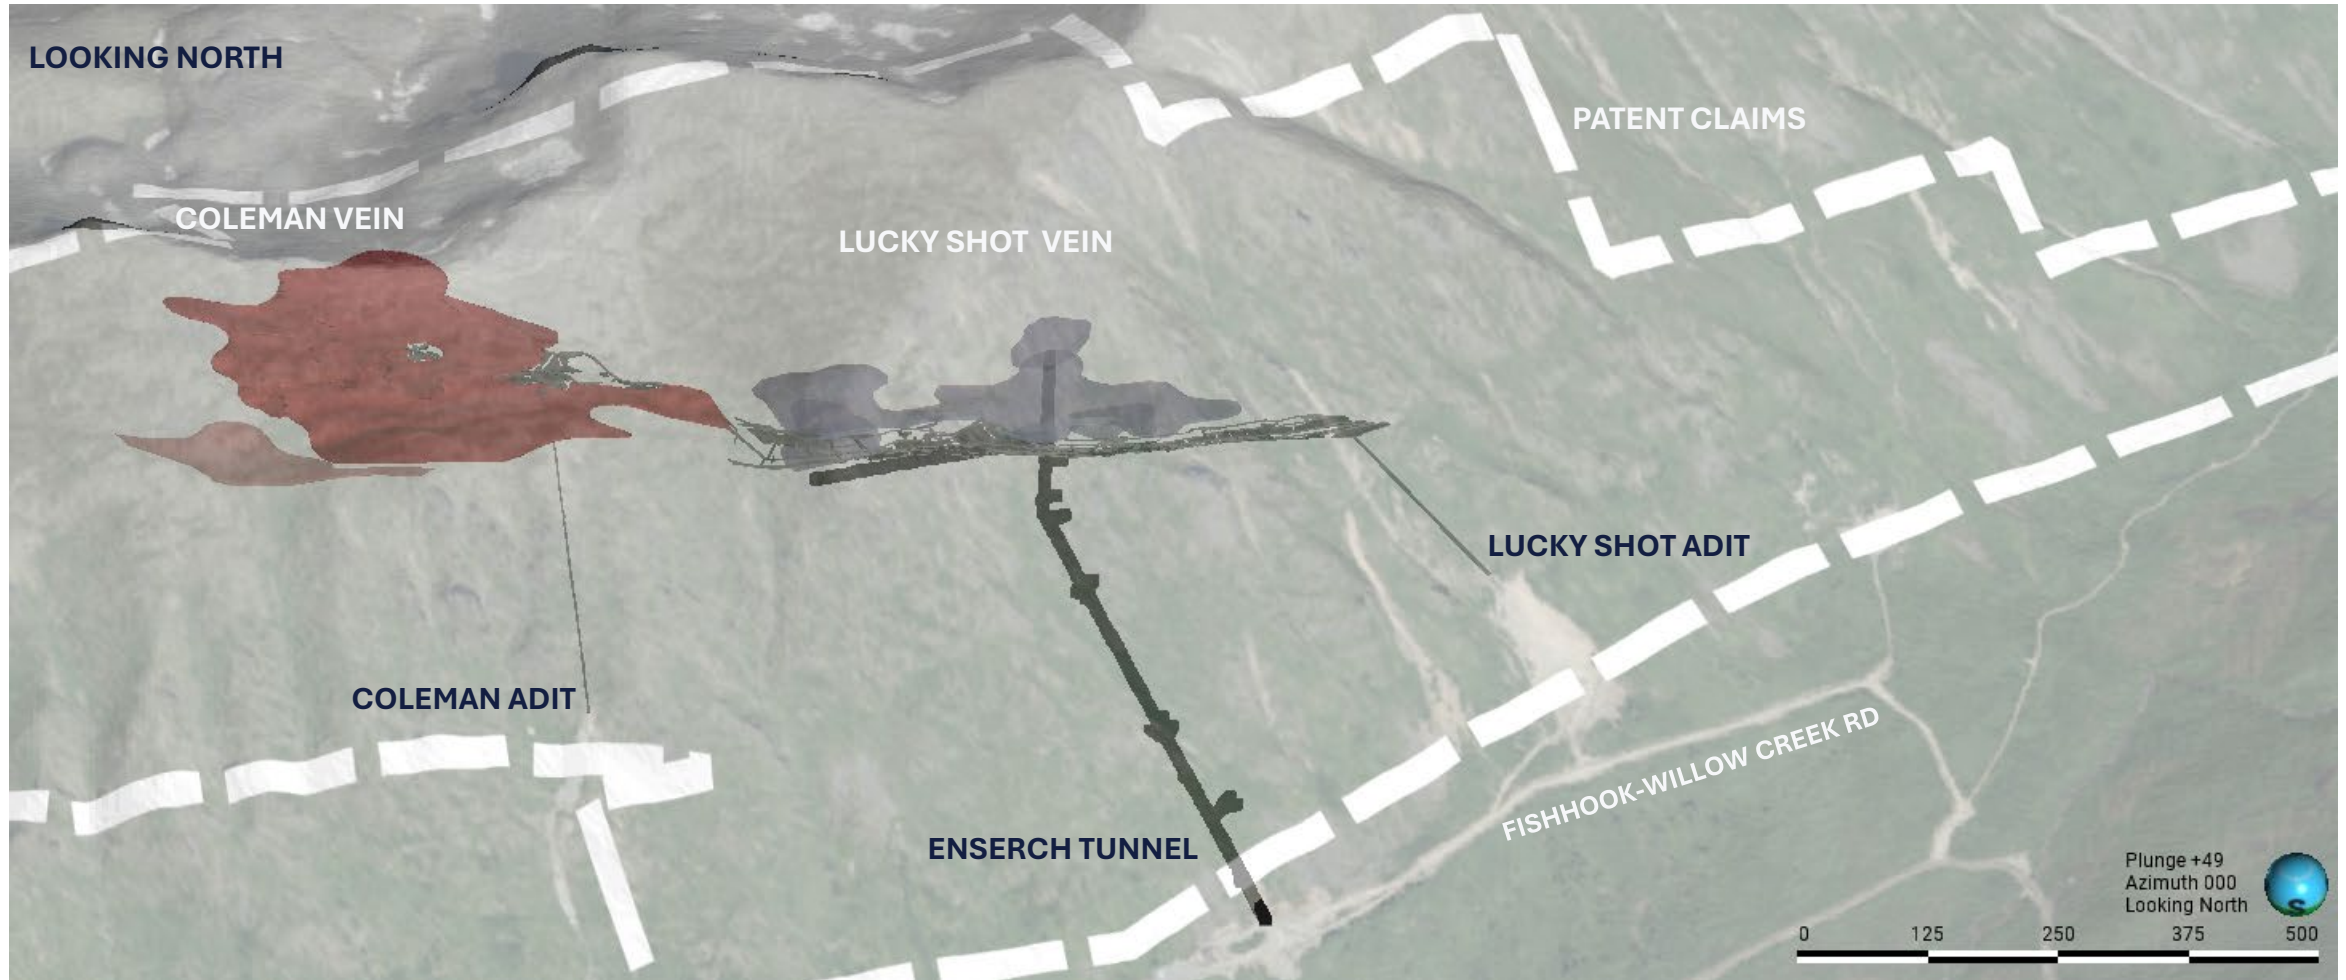 LOOKING NORTH
PATENT CLAIMS
COLEMAN VEIN
LUCKY SHOT VEIN
LUCKY SHOT ADIT
COLEMAN ADIT
FISHHOOK-WILLOW CREEK RD
ENSERCH TUNNEL
Plunge +49
Azimuth 000
Looking North
S
0 125 250 375 500